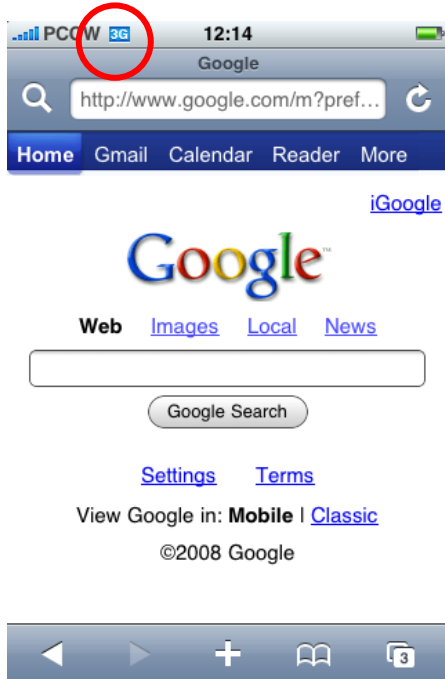 PCCW 3G 12:14
Google
http://www.google.com/m?pref...
Home Gmail Calendar Reader More
iGoogle
Google™
Web Images Local News
Google Search
Settings Terms
View Google in: Mobile | Classic
©2008 Google
3